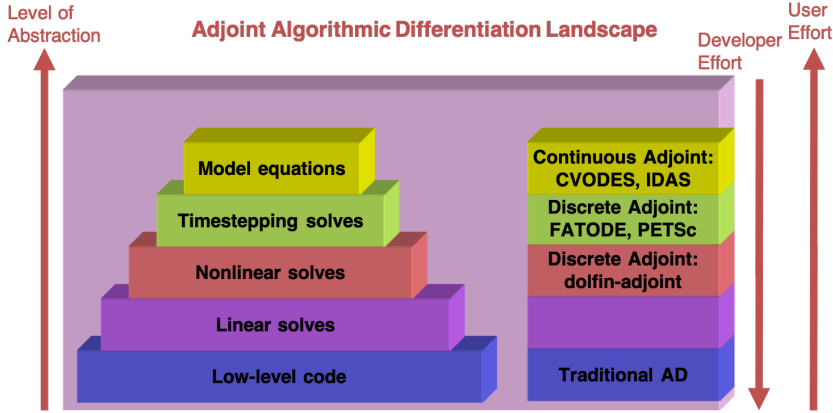 Level of
Abstraction
Adjoint Algorithmic Differentiation Landscape
Developer
Effort
User
Effort
Model equations
Continuous Adjoint:
CVODES, IDAS
Timestepping solves
Discrete Adjoint:
FATODE, PETSc
Nonlinear solves
Discrete Adjoint:
dolfin-adjoint
Linear solves
Low-level code
Traditional AD